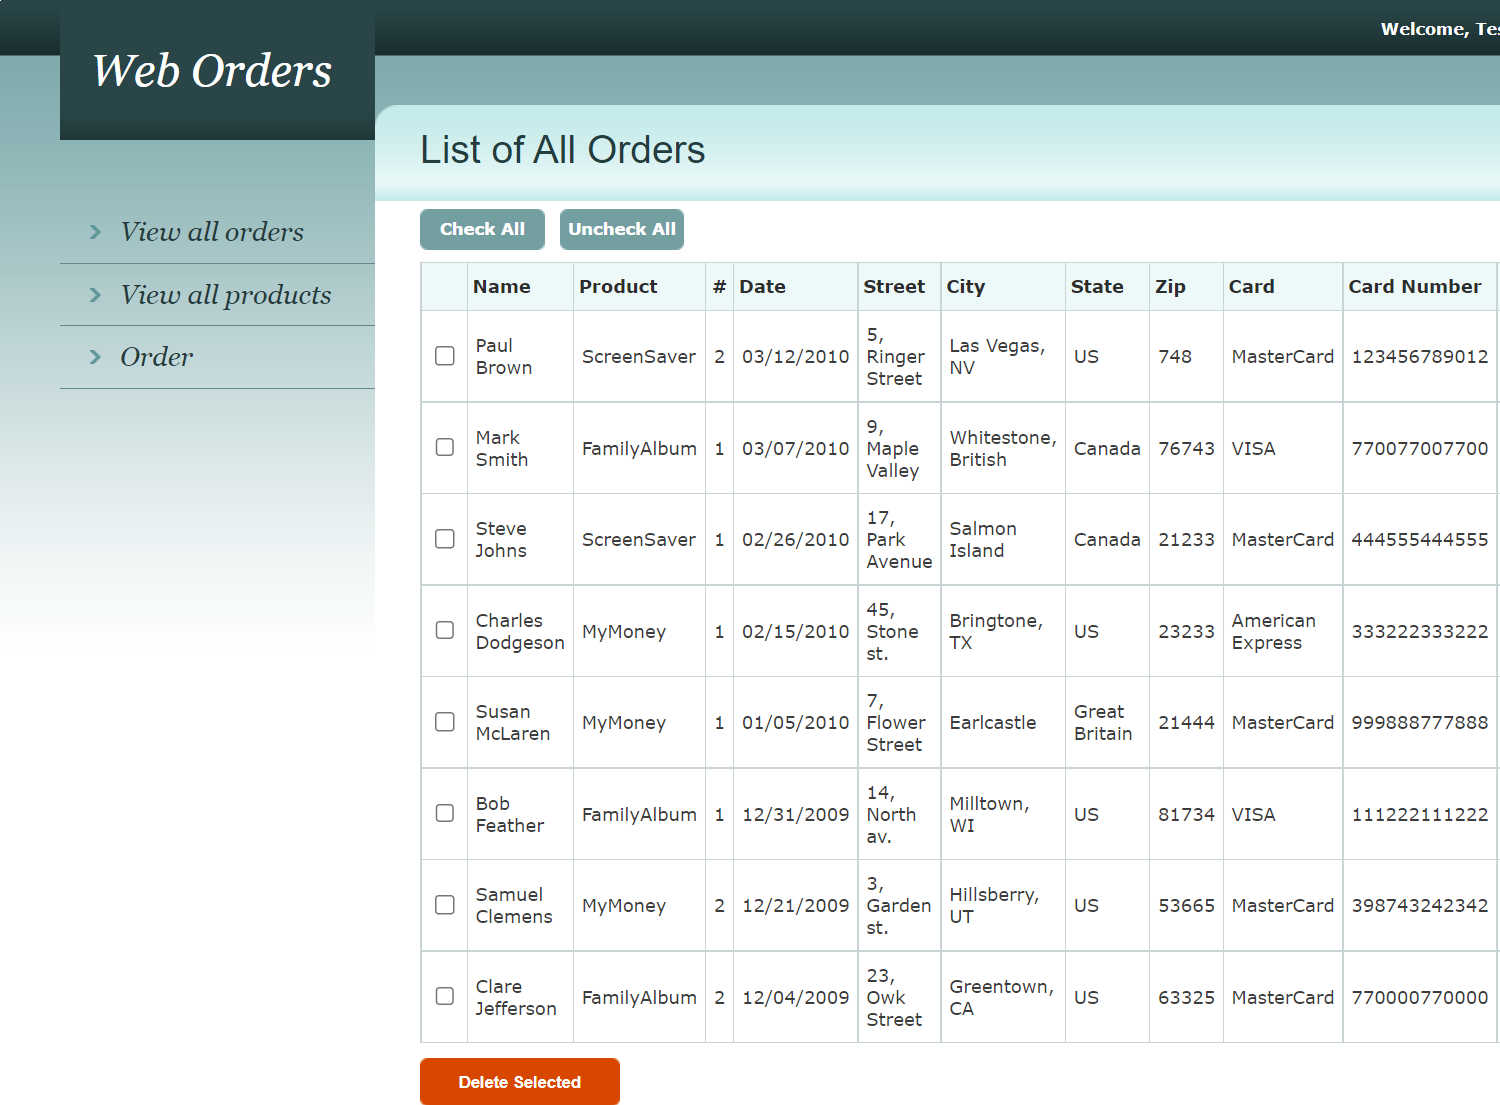 Welcome, Tes
Web Orders
List of All Orders
View all orders
View all products
Order
Check All Uncheck All
Name Product # Date Street City State Zip Card Card Number
Paul Brown ScreenSaver 2 03/12/2010 5, Ringer Street Las Vegas, NV US 748 MasterCard 123456789012
Mark Smith FamilyAlbum 1 03/07/2010 9, Maple Valley Whitestone, British Canada 76743 VISA 770077007700
Steve Johns ScreenSaver 1 02/26/2010 17, Park Avenue Salmon Island Canada 21233 MasterCard 444555444555
Charles Dodgeson MyMoney 1 02/15/2010 45, Stone st. Bringtone, TX US 23233 American Express 333222333222
Susan McLaren MyMoney 1 01/05/2010 7, Flower Street Earlcastle Great Britain 21444 MasterCard 999888777888
Bob Feather FamilyAlbum 1 12/31/2009 14, North av. Milltown, WI US 81734 VISA 111222111222
Samuel Clemens MyMoney 2 12/21/2009 3, Garden st. Hillsberry, UT US 53665 MasterCard 398743242342
Clare Jefferson FamilyAlbum 2 12/04/2009 23, Owk Street Greentown, CA US 63325 MasterCard 770000770000
Delete Selected